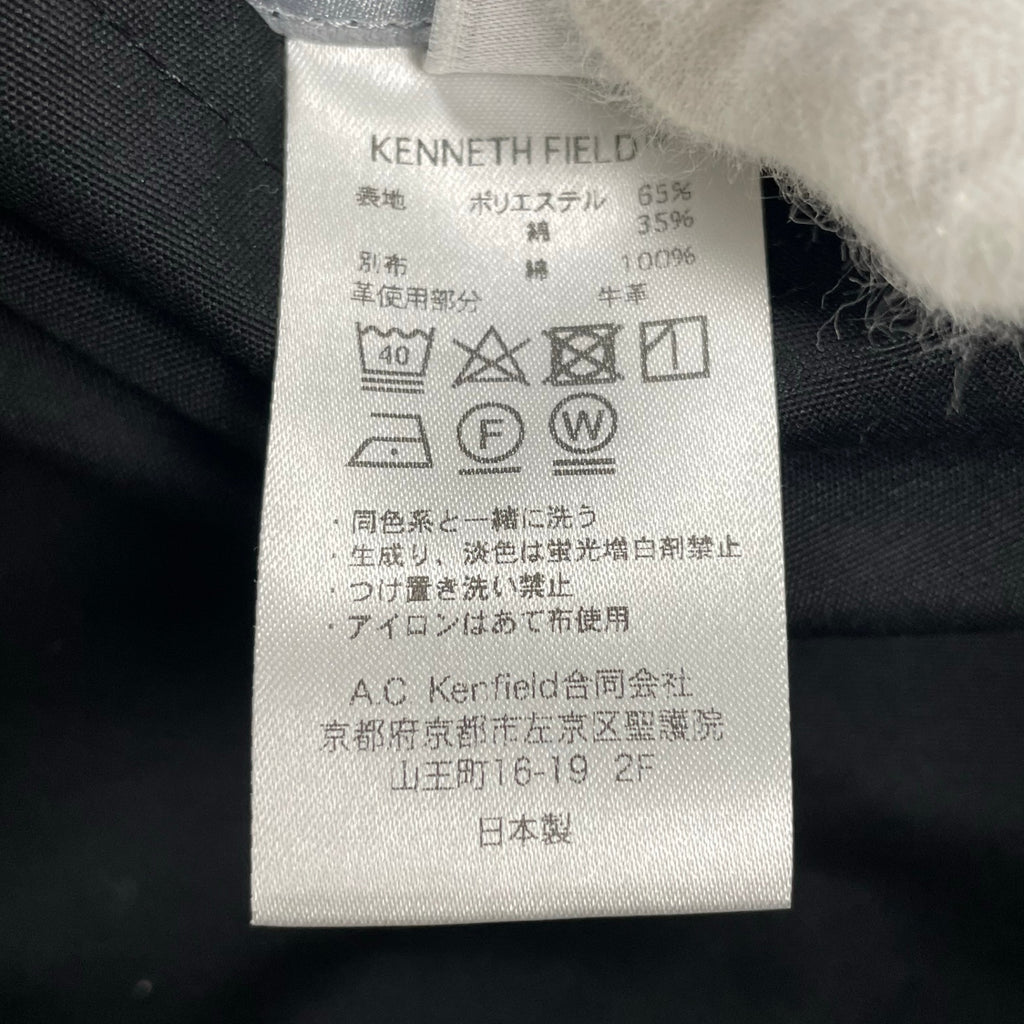 KENNETH FIELD
表地 ポリエステル 65%
綿 35%
別布 綿 100%
革使用部分 牛革
40
F W
・同色系と一緒に洗う
・生成り、淡色は蛍光増白剤禁止
・つけ置き洗い禁止
・アイロンはあて布使用
A.C Kenfield合同会社
京都府京都市左京区聖護院
山王町16-19 2F
日本製